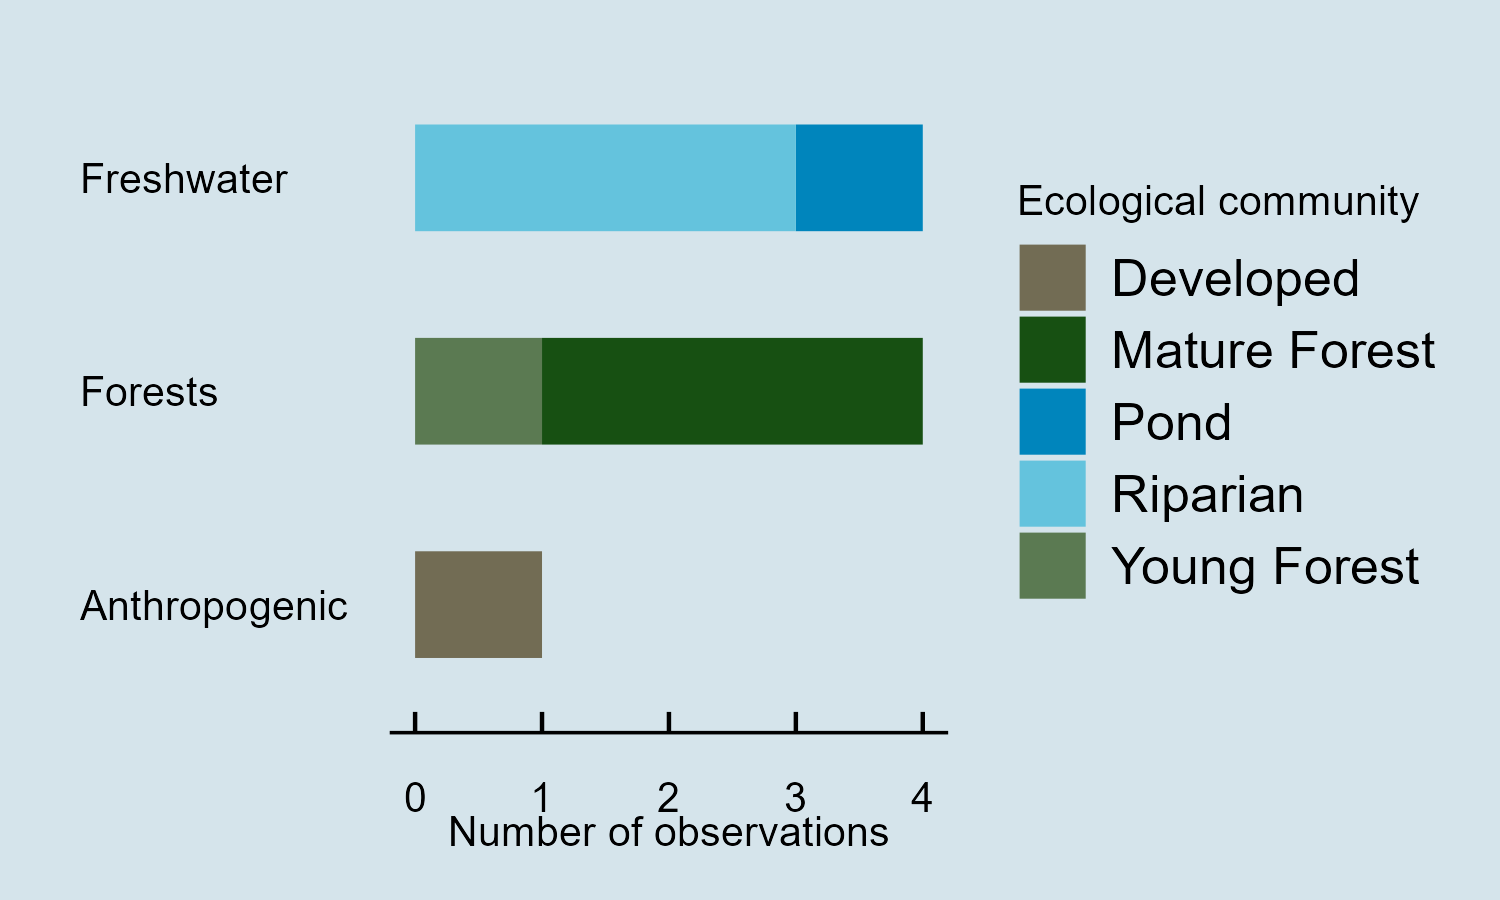 Freshwater
Forests
Anthropogenic
0 1 2 3 4
Number of observations
Ecological community
Developed
Mature Forest
Pond
Riparian
Young Forest